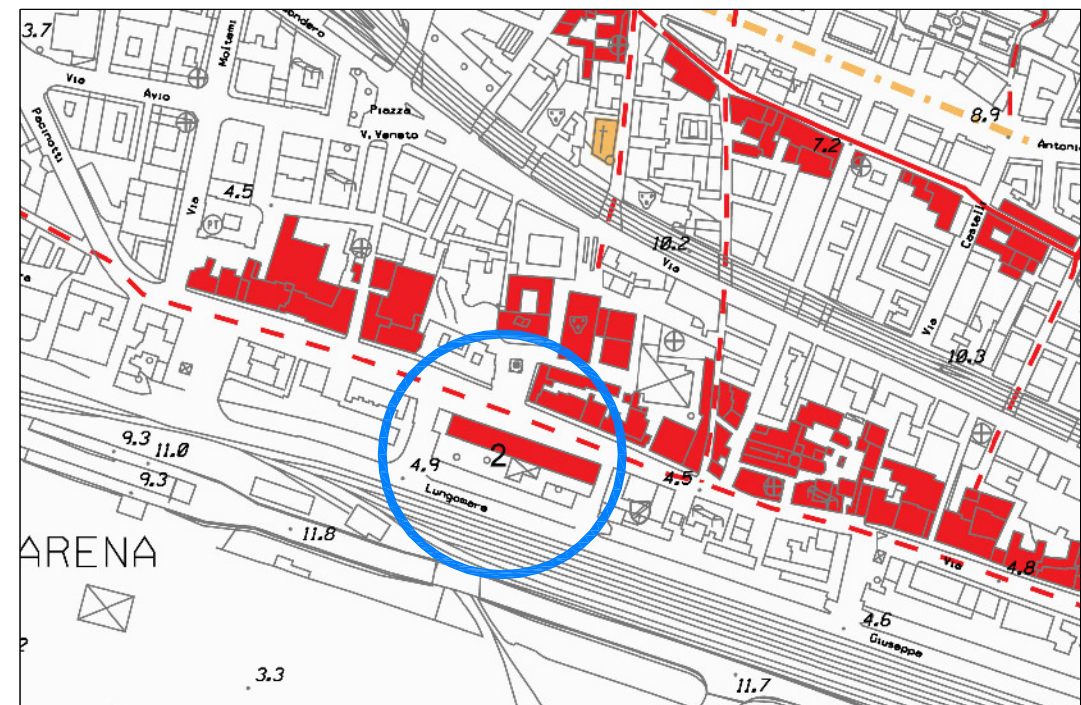 3.7
Via
Avio
Pacinotti
Piazza
V. Veneto
Via
4.5
PT
8.9
Antonio
7.2
Castelli
10.2
Via
Via
10.3
2
4.9
Lungomare
4.5
9.3
11.0
9.3
11.8
ARENA
Via
4.8
4.6
Giuseppe
3.3
11.7